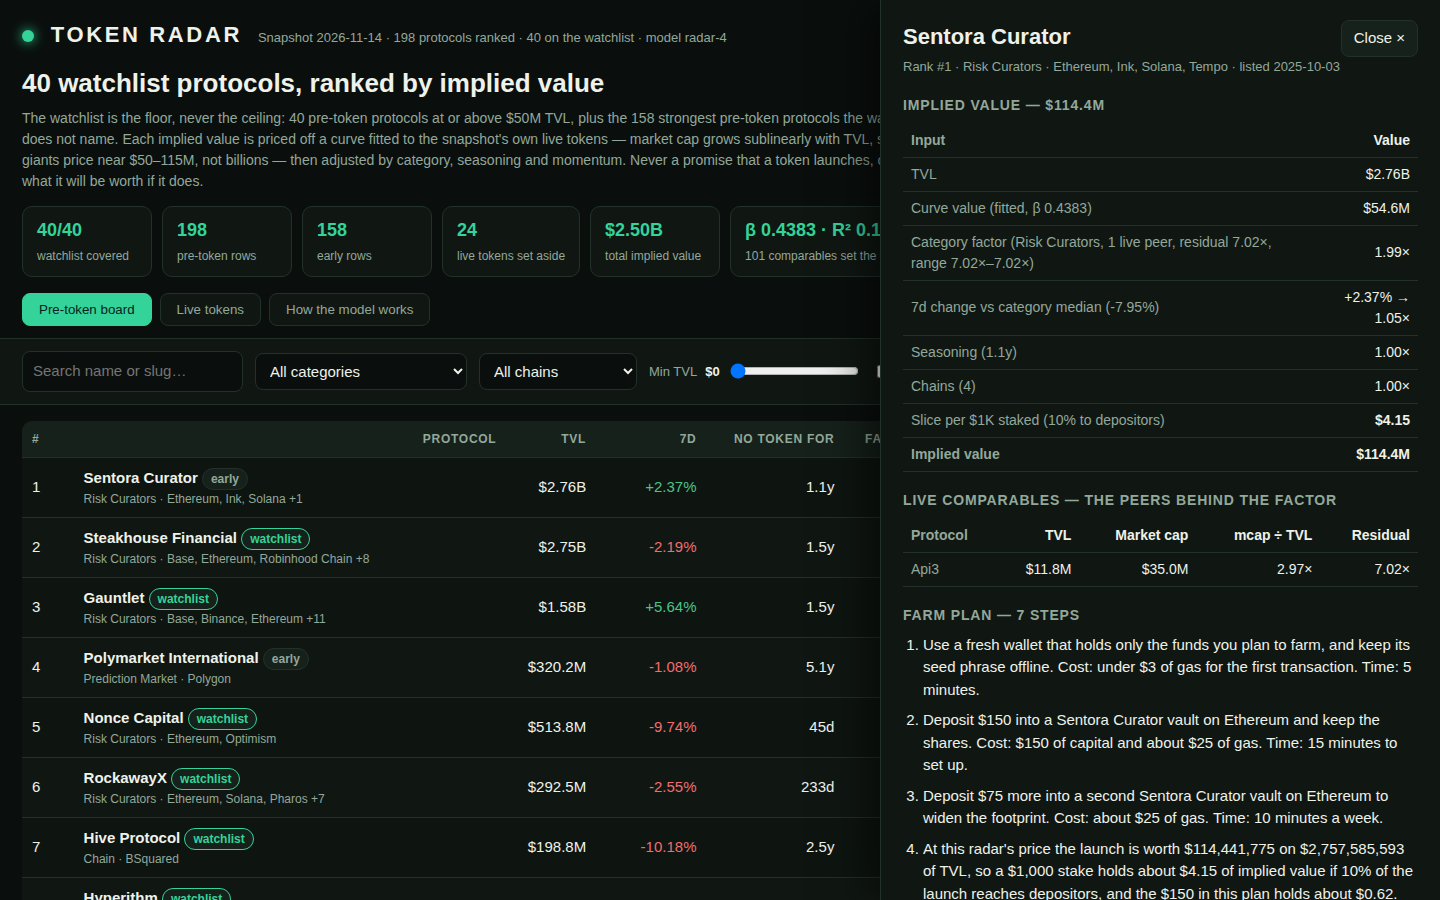 TOKEN RADAR
Snapshot 2026-11-14 · 198 protocols ranked · 40 on the watchlist · model radar-4
40 watchlist protocols, ranked by implied value
The watchlist is the floor, never the ceiling: 40 pre-token protocols at or above $50M TVL, plus the 158 strongest pre-token protocols the
does not name. Each implied value is priced off a curve fitted to the snapshot's own live tokens — market cap grows sublinearly with TVL,
giants price near $50–115M, not billions — then adjusted by category, seasoning and momentum. Never a promise that a token launches,
what it will be worth if it does.
40/40
watchlist covered
198
pre-token rows
158
early rows
24
live tokens set aside
$2.50B
total implied value
β 0.4383 · R² 0.1
101 comparables set the
Pre-token board
Live tokens
How the model works
Search name or slug…
All categories
All chains
Min TVL $0
# PROTOCOL TVL 7D NO TOKEN FOR
1 Sentora Curator early $2.76B +2.37% 1.1y
Risk Curators · Ethereum, Ink, Solana +1
2 Steakhouse Financial watchlist $2.75B -2.19% 1.5y
Risk Curators · Base, Ethereum, Robinhood Chain +8
3 Gauntlet watchlist $1.58B +5.64% 1.5y
Risk Curators · Base, Binance, Ethereum +11
4 Polymarket International early $320.2M -1.08% 5.1y
Prediction Market · Polygon
5 Nonce Capital watchlist $513.8M -9.74% 45d
Risk Curators · Ethereum, Optimism
6 RockawayX watchlist $292.5M -2.55% 233d
Risk Curators · Ethereum, Solana, Pharos +7
7 Hive Protocol watchlist $198.8M -10.18% 2.5y
Chain · BSquared
Hyperithm watchlist
Sentora Curator
Close ×
Rank #1 · Risk Curators · Ethereum, Ink, Solana, Tempo · listed 2025-10-03
IMPLIED VALUE — $114.4M
Input Value
TVL $2.76B
Curve value (fitted, β 0.4383) $54.6M
Category factor (Risk Curators, 1 live peer, residual 7.02×,
range 7.02×–7.02×) 1.99×
7d change vs category median (-7.95%) +2.37% →
1.05×
Seasoning (1.1y) 1.00×
Chains (4) 1.00×
Slice per $1K staked (10% to depositors) $4.15
Implied value $114.4M
LIVE COMPARABLES — THE PEERS BEHIND THE FACTOR
Protocol TVL Market cap mcap ÷ TVL Residual
Api3 $11.8M $35.0M 2.97× 7.02×
FARM PLAN — 7 STEPS
1. Use a fresh wallet that holds only the funds you plan to farm, and keep its
seed phrase offline. Cost: under $3 of gas for the first transaction. Time: 5
minutes.
2. Deposit $150 into a Sentora Curator vault on Ethereum and keep the
shares. Cost: $150 of capital and about $25 of gas. Time: 15 minutes to
set up.
3. Deposit $75 more into a second Sentora Curator vault on Ethereum to
widen the footprint. Cost: about $25 of gas. Time: 10 minutes a week.
4. At this radar's price the launch is worth $114,441,775 on $2,757,585,593
of TVL, so a $1,000 stake holds about $4.15 of implied value if 10% of the
launch reaches depositors, and the $150 in this plan holds about $0.62.